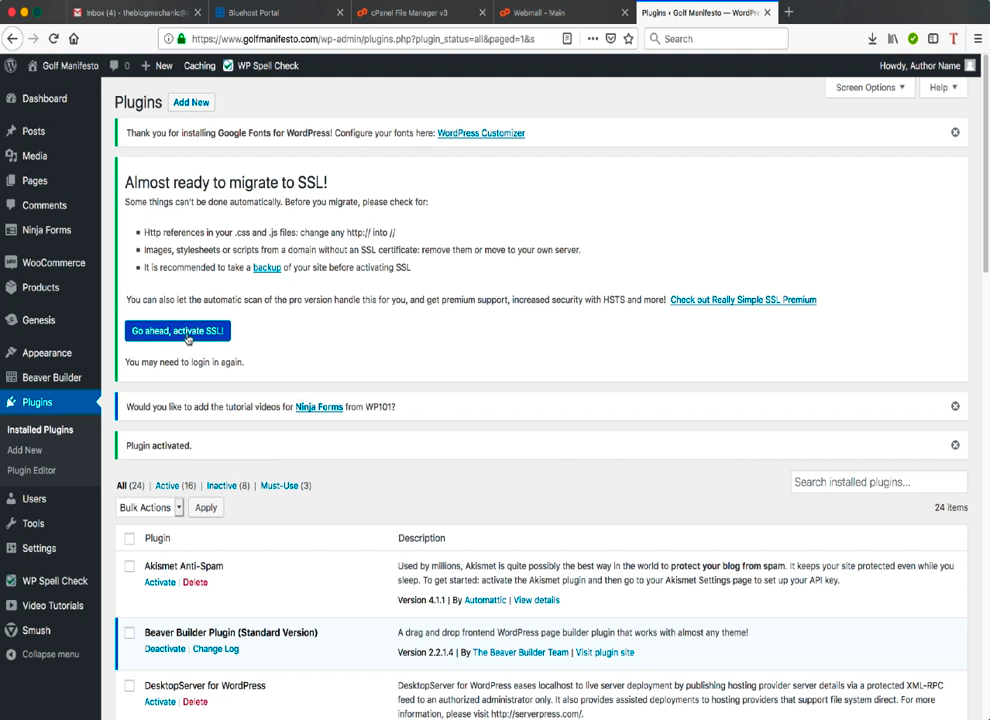 Inbox (4) - theblogmechanic@
Bluehost Portal
cPanel File Manager v3
Webmail - Main
Plugins ‹ Golf Manifesto — WordPr
https://www.golfmanifesto.com/wp-admin/plugins.php?plugin_status=all&paged=1&s
Search
Golf Manifesto
0
New
Caching
WP Spell Check
Howdy, Author Name
Screen Options
Help
Dashboard
Posts
Media
Pages
Comments
Ninja Forms
WooCommerce
Products
Genesis
Appearance
Beaver Builder
Plugins
Installed Plugins
Add New
Plugin Editor
Users
Tools
Settings
WP Spell Check
Video Tutorials
Smush
Collapse menu
Plugins
Add New
Thank you for installing Google Fonts for WordPress! Configure your fonts here: WordPress Customizer
Almost ready to migrate to SSL!
Some things can't be done automatically. Before you migrate, please check for:
Http references in your .css and .js files: change any http:// into //
Images, stylesheets or scripts from a domain without an SSL certificate: remove them or move to your own server.
It is recommended to take a backup of your site before activating SSL
You can also let the automatic scan of the pro version handle this for you, and get premium support, increased security with HSTS and more! Check out Really Simple SSL Premium
Go ahead, activate SSL!
You may need to login in again.
Would you like to add the tutorial videos for Ninja Forms from WP101?
Plugin activated.
All (24) | Active (16) | Inactive (8) | Must-Use (3)
Search installed plugins...
Bulk Actions
Apply
24 items
Plugin
Description
Akismet Anti-Spam
Activate | Delete
Used by millions, Akismet is quite possibly the best way in the world to protect your blog from spam. It keeps your site protected even while you
sleep. To get started: activate the Akismet plugin and then go to your Akismet Settings page to set up your API key.
Version 4.1.1 | By Automattic | View details
Beaver Builder Plugin (Standard Version)
Deactivate | Change Log
A drag and drop frontend WordPress page builder plugin that works with almost any theme!
Version 2.2.1.4 | By The Beaver Builder Team | Visit plugin site
DesktopServer for WordPress
Activate | Delete
DesktopServer for WordPress eases localhost to live server deployment by publishing hosting provider server details via a protected XML-RPC
feed to an authorized administrator only. It also provides assisted deployments to hosting providers that support file system direct. For more
information, please visit http://serverpress.com/.